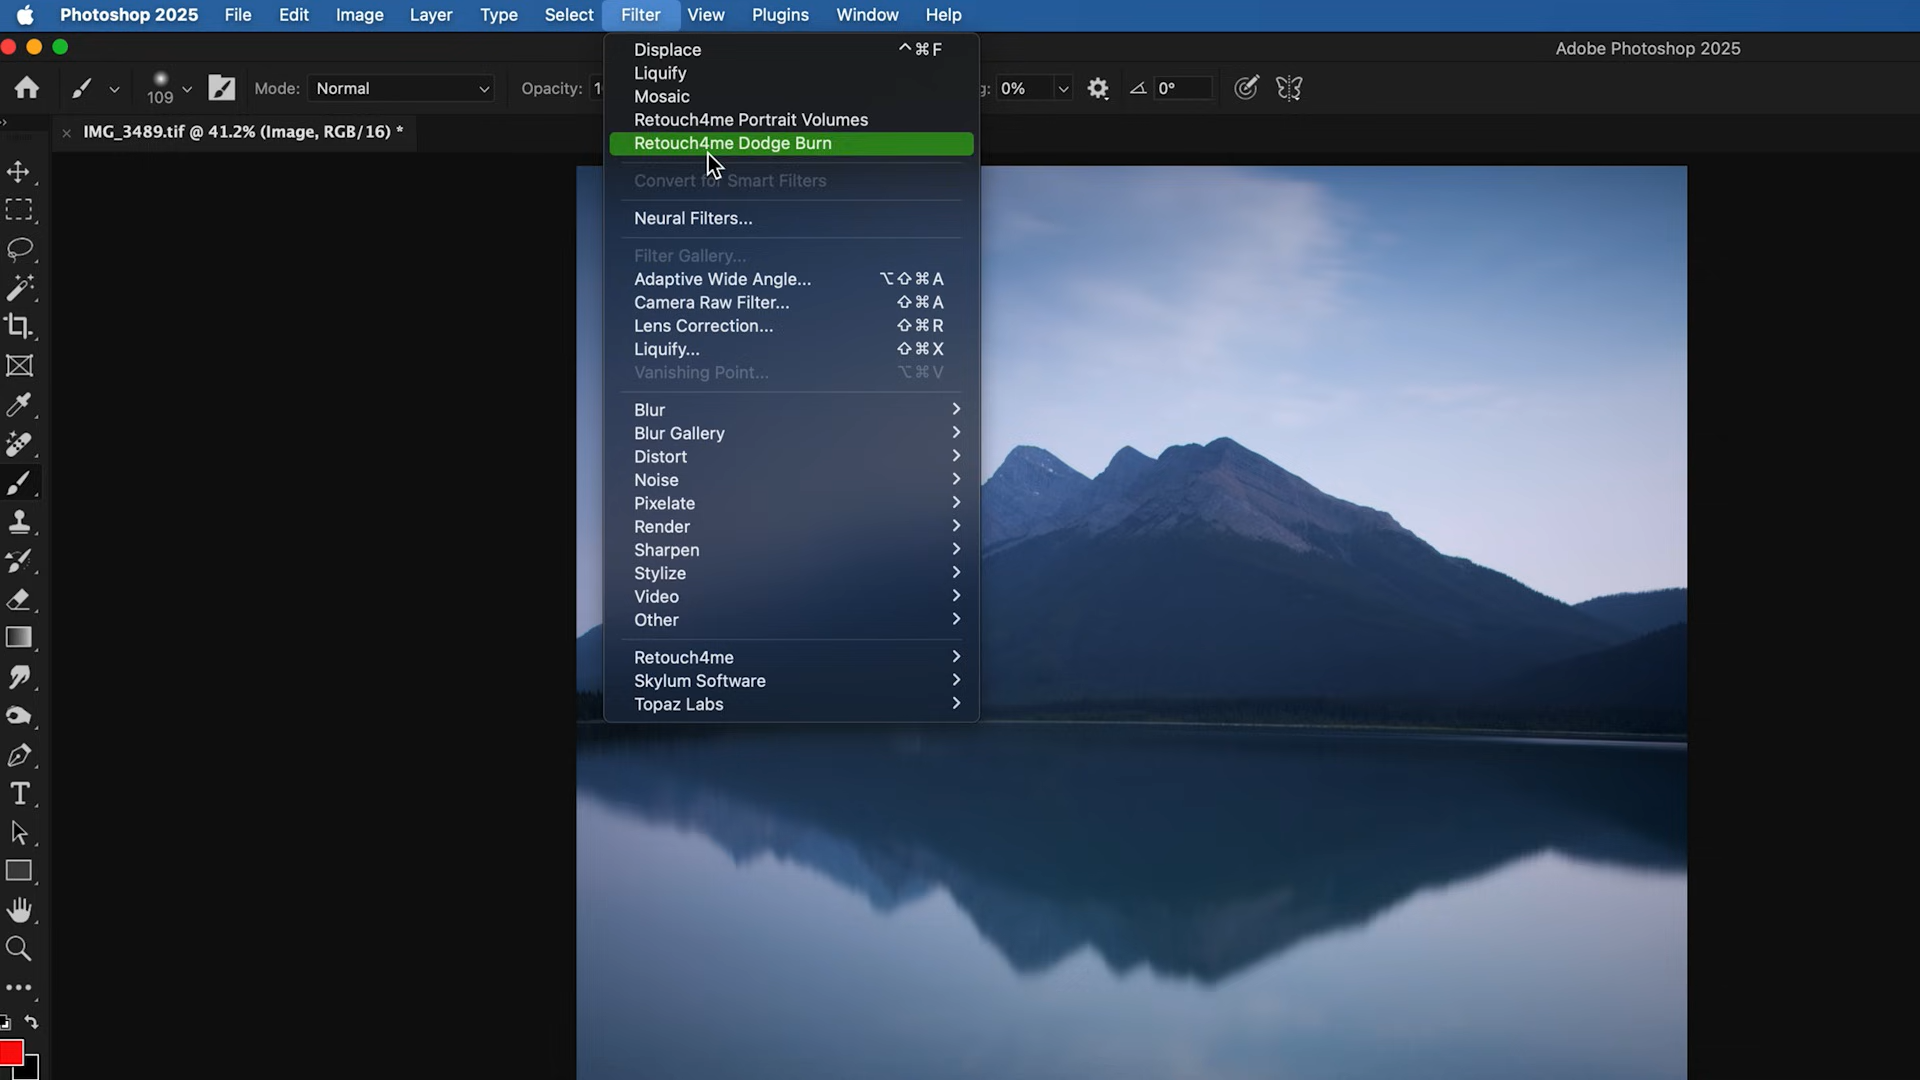 Photoshop 2025 File Edit Image Layer Type Select Filter View Plugins Window Help
Adobe Photoshop 2025
109 Mode: Normal Opacity: 0% 0°
× IMG_3489.tif @ 41.2% (Image, RGB/16) *
Displace ^⌘F
Liquify
Mosaic
Retouch4me Portrait Volumes
Retouch4me Dodge Burn
Convert for Smart Filters
Neural Filters...
Filter Gallery...
Adaptive Wide Angle... ⌥⇧⌘A
Camera Raw Filter... ⇧⌘A
Lens Correction... ⇧⌘R
Liquify... ⇧⌘X
Vanishing Point... ⌥⌘V
Blur
Blur Gallery
Distort
Noise
Pixelate
Render
Sharpen
Stylize
Video
Other
Retouch4me
Skylum Software
Topaz Labs